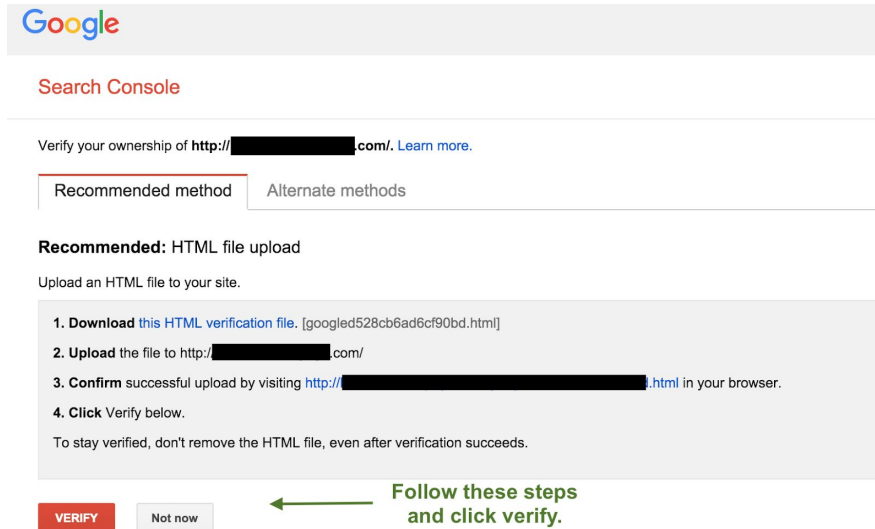 Google
Search Console
Verify your ownership of http:// .com/. Learn more.
Recommended method Alternate methods
Recommended: HTML file upload
Upload an HTML file to your site.
1. Download this HTML verification file. [googled528cb6ad6cf90bd.html]
2. Upload the file to http:/ .com/
3. Confirm successful upload by visiting http:// .html in your browser.
4. Click Verify below.
To stay verified, don't remove the HTML file, even after verification succeeds.
Follow these steps
and click verify.
VERIFY Not now